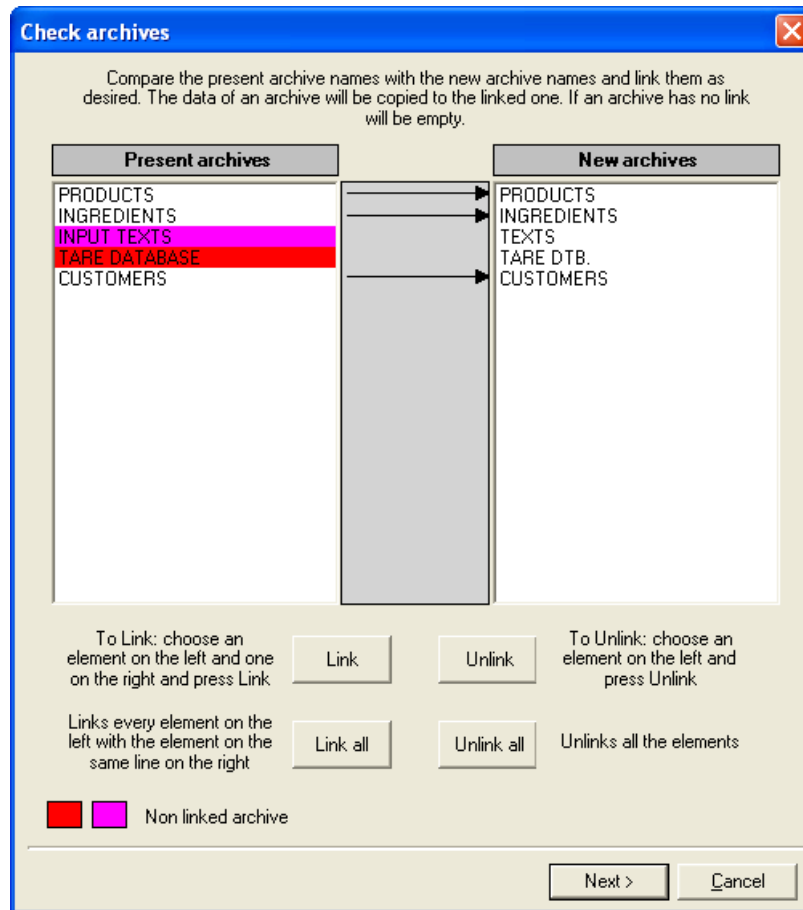 Check archives
Compare the present archive names with the new archive names and link them as
desired. The data of an archive will be copied to the linked one. If an archive has no link
will be empty.
Present archives
New archives
PRODUCTS
INGREDIENTS
INPUT TEXTS
TARE DATABASE
CUSTOMERS
PRODUCTS
INGREDIENTS
TEXTS
TARE DTB.
CUSTOMERS
To Link: choose an
element on the left and one
on the right and press Link
Link
Unlink
To Unlink: choose an
element on the left and
press Unlink
Links every element on the
left with the element on the
same line on the right
Link all
Unlink all
Unlinks all the elements
Non linked archive
Next >
Cancel